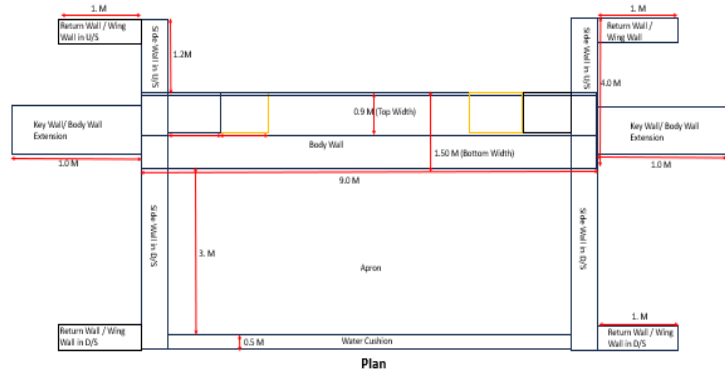 1. M
1. M
Return Wall / Wing
Wall in U/S
Side Wall in U/S
1.2M
Side Wall in U/S
Return Wall /
Wing Wall
4.0 M
Key Wall/ Body Wall
Extension
0.9 M (Top Width)
Key Wall/ Body Wall
Extension
Body Wall
1.50 M (Bottom Width)
1.0 M
9.0 M
1.0 M
Side Wall in D/S
Side Wall in D/S
3. M
Apron
1. M
Return Wall / Wing
Wall in D/S
0.5 M
Water Cushion
Return Wall / Wing
Wall in D/S
Plan